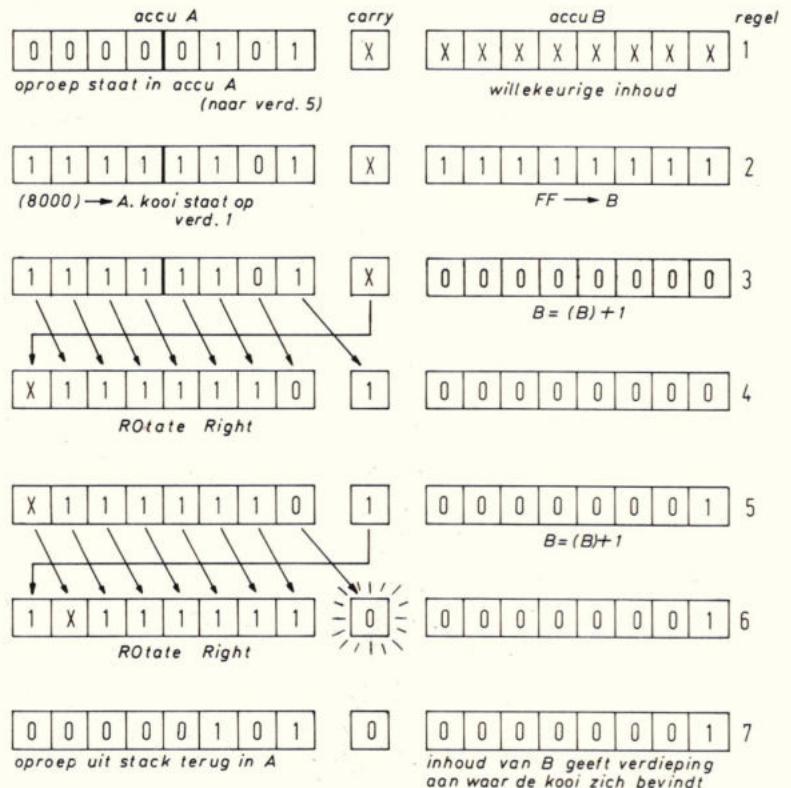 accu A carry accu B regel
0 0 0 0 0 1 0 1 X X X X X X X X X 1
oproep staat in accu A willekeurige inhoud
(naar verd. 5)
1 1 1 1 1 1 0 1 X 1 1 1 1 1 1 1 1 2
(8000) → A. kooi staat op FF → B
verd. 1
1 1 1 1 1 1 0 1 X 0 0 0 0 0 0 0 0 3
B = (B) + 1
X 1 1 1 1 1 1 0 1 0 0 0 0 0 0 0 0 4
ROtate Right
X 1 1 1 1 1 1 0 1 0 0 0 0 0 0 0 1 5
B = (B)+ 1
1 X 1 1 1 1 1 1 0 0 0 0 0 0 0 0 1 6
ROtate Right
0 0 0 0 0 1 0 1 0 0 0 0 0 0 0 0 1 7
oproep uit stack terug in A inhoud van B geeft verdieping
aan waar de kooi zich bevindt